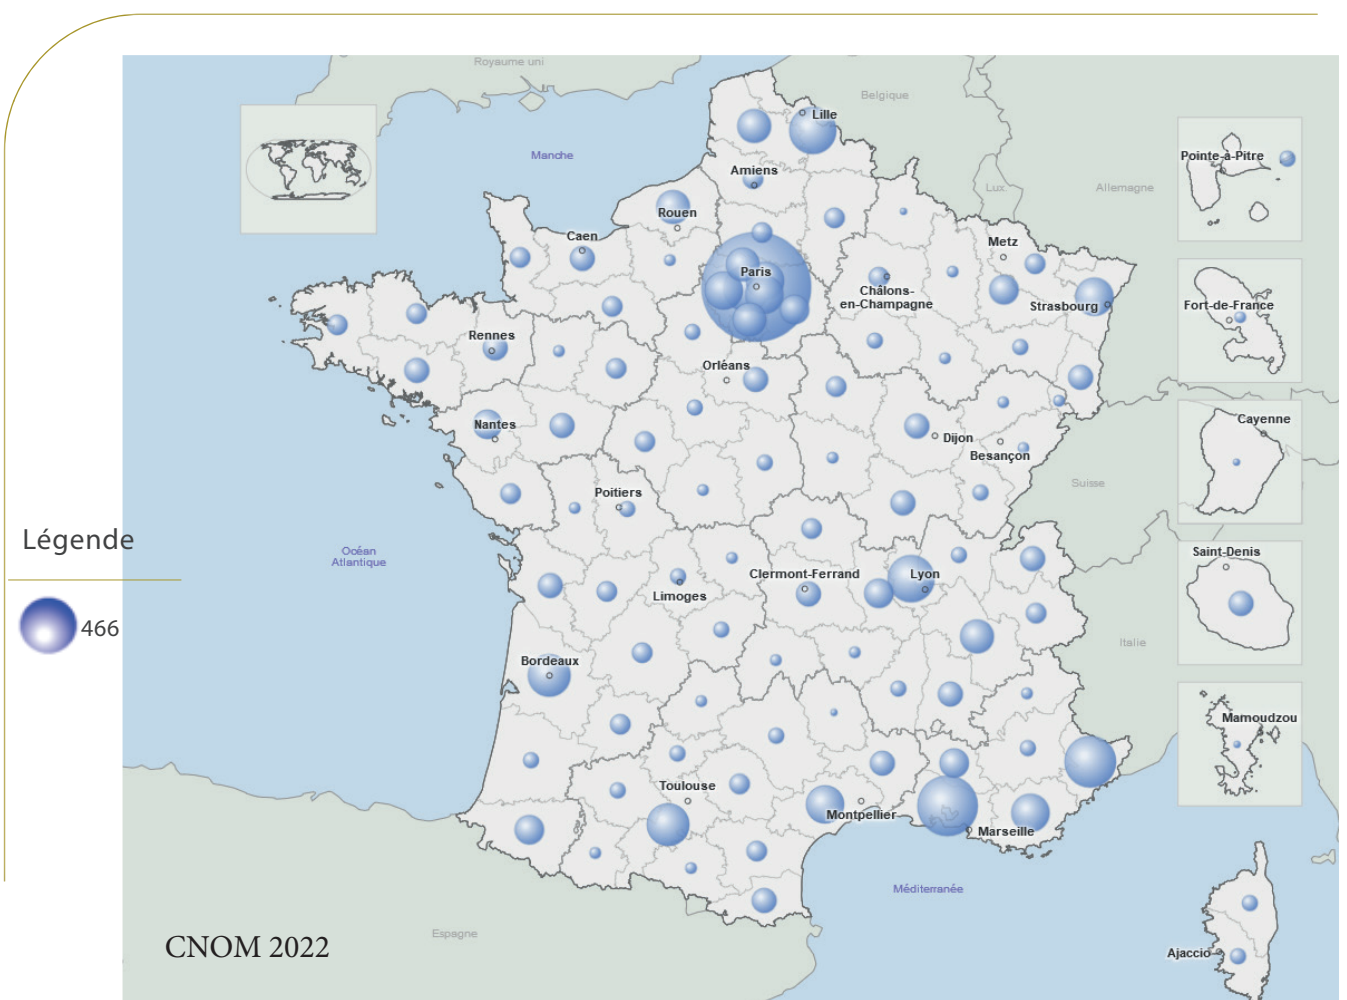 Royaume uni
Belgique
Lille
Manche
Pointe-à-Pitre
Amiens
Lux.
Allemagne
Rouen
Caen
Metz
Paris
Châlons-
en-Champagne
Strasbourg
Fort-de-France
Rennes
Orléans
Nantes
Dijon
Besançon
Cayenne
Poitiers
Suisse
Légende
Océan
Atlantique
Saint-Denis
Clermont-Ferrand
Lyon
Limoges
466
Italie
Bordeaux
Mamoudzou
Toulouse
Montpellier
Marseille
Méditerranée
Espagne
CNOM 2022
Ajaccio